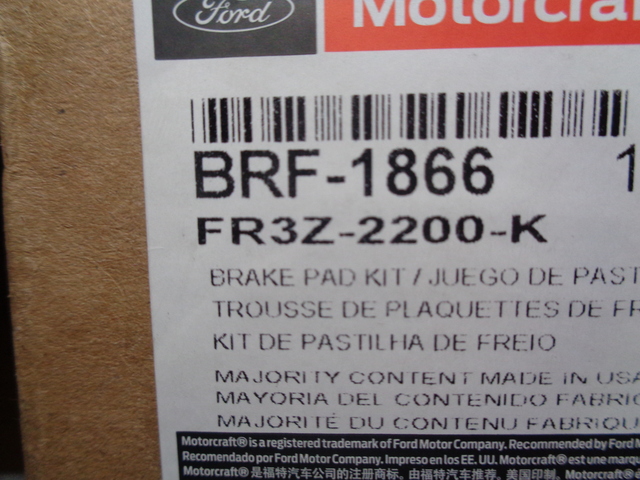 Ford Motorcraft
BRF-1866 1
FR3Z-2200-K
BRAKE PAD KIT / JUEGO DE PAST
TROUSSE DE PLAQUETTES DE FR
KIT DE PASTILHA DE FREIO
MAJORITY CONTENT MADE IN USA
MAYORIA DEL CONTENIDO FABRIC
MAJORITÉ DU CONTENU FABRIQU
Motorcraft® is a registered trademark of Ford Motor Company. Recommended by Ford M
Recomendado por Ford Motor Company. Impreso en los EE. UU. Motorcraft® est une marqu
Motorcraft® 是福特汽车公司的注册商标。由福特汽车推荐。美国印制。Motorcraft®